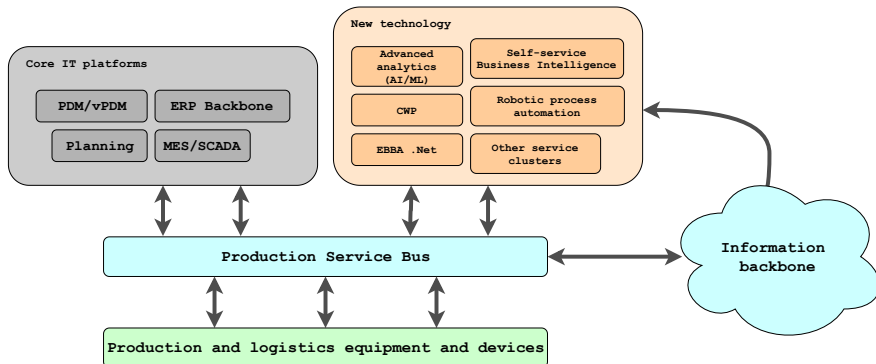 New technology
Core IT platforms
Advanced
analytics
(AI/ML)
Self-service
Business Intelligence
PDM/vPDM
ERP Backbone
CWP
Robotic process
automation
Planning
MES/SCADA
EBBA .Net
Other service
clusters
Production Service Bus
Information
backbone
Production and logistics equipment and devices